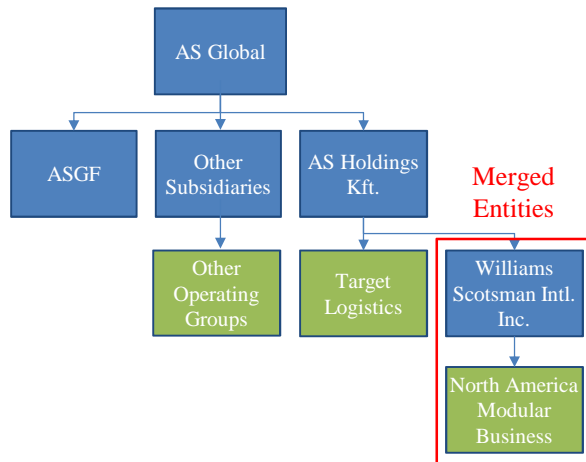 AS Global
ASGF
Other
Subsidiaries
AS Holdings
Kft.
Merged
Entities
Other
Operating
Groups
Target
Logistics
Williams
Scotsman Intl.
Inc.
North America
Modular
Business